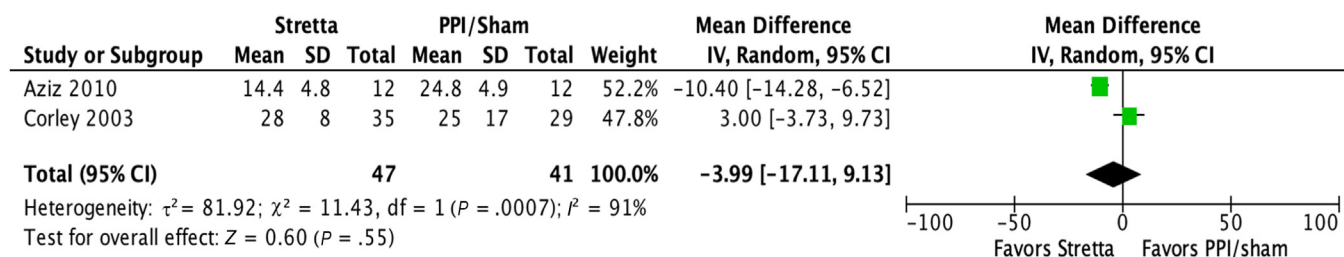 Stretta PPI/Sham Mean Difference Mean Difference
Study or Subgroup Mean SD Total Mean SD Total Weight IV, Random, 95% CI IV, Random, 95% CI
Aziz 2010 14.4 4.8 12 24.8 4.9 12 52.2% −10.40 [−14.28, −6.52]
Corley 2003 28 8 35 25 17 29 47.8% 3.00 [−3.73, 9.73]
Total (95% CI) 47 41 100.0% −3.99 [−17.11, 9.13]
Heterogeneity: τ² = 81.92; χ² = 11.43, df = 1 (P = .0007); I² = 91%
Test for overall effect: Z = 0.60 (P = .55)
−100 −50 0 50 100
Favors Stretta Favors PPI/sham